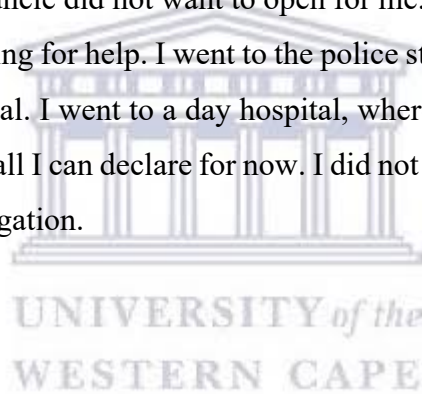 uncle did not want to open for me.
ing for help. I went to the police st
al. I went to a day hospital, wher
all I can declare for now. I did not
gation.
UNIVERSITY of the
WESTERN CAPE